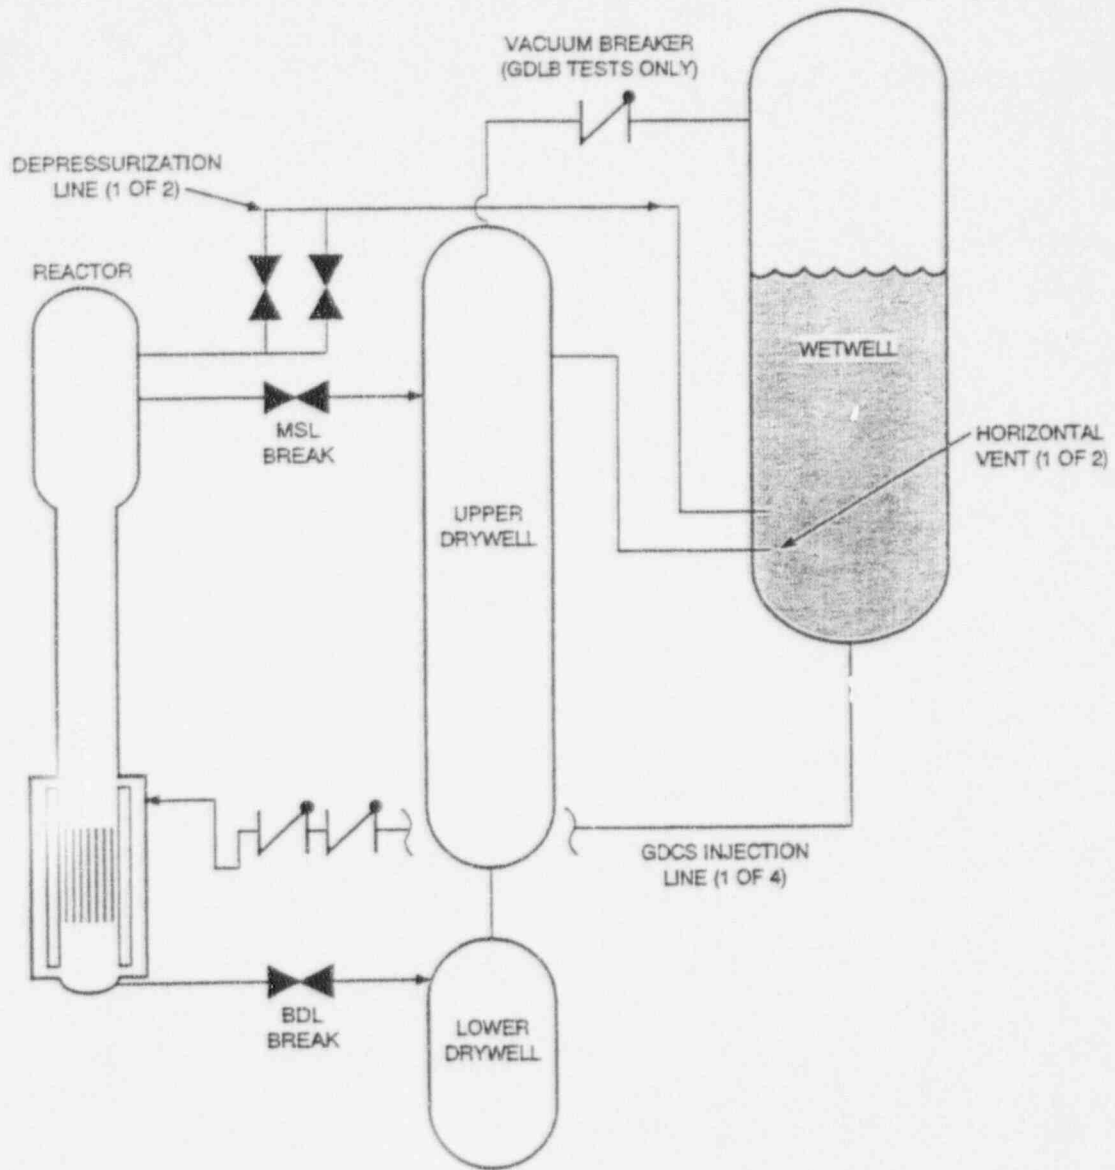 VACUUM BREAKER
(GDLB TESTS ONLY)
DEPRESSURIZATION
LINE (1 OF 2)
REACTOR
WETWELL
MSL
BREAK
HORIZONTAL
VENT (1 OF 2)
UPPER
DRYWELL
GDCS INJECTION
LINE (1 OF 4)
BDL
BREAK
LOWER
DRYWELL